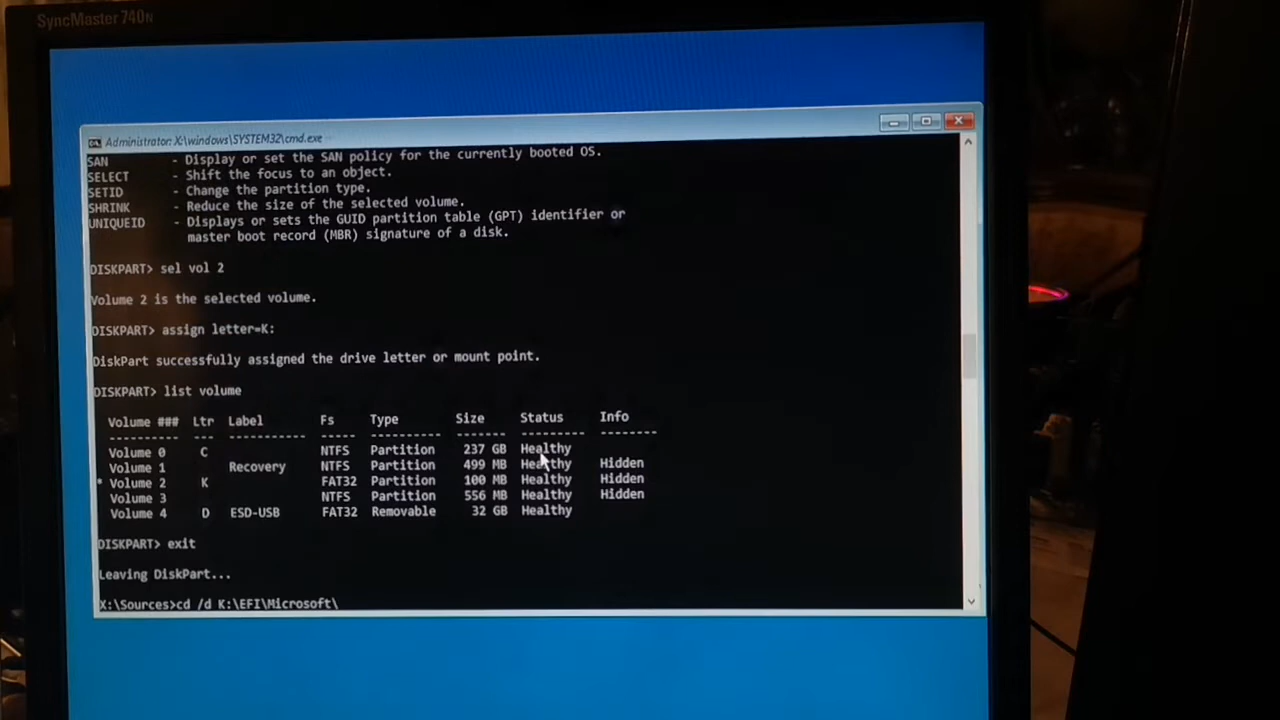 SyncMaster 740N
Administrator: X:\windows\SYSTEM32\cmd.exe
SAN - Display or set the SAN policy for the currently booted OS.
SELECT - Shift the focus to an object.
SETID - Change the partition type.
SHRINK - Reduce the size of the selected volume.
UNIQUEID - Displays or sets the GUID partition table (GPT) identifier or
master boot record (MBR) signature of a disk.
DISKPART> sel vol 2
Volume 2 is the selected volume.
DISKPART> assign letter=K:
DiskPart successfully assigned the drive letter or mount point.
DISKPART> list volume
Volume ### Ltr Label Fs Type Size Status Info
---------- --- ----------- ----- ---------- ------- --------- --------
Volume 0 C NTFS Partition 237 GB Healthy
Volume 1 Recovery NTFS Partition 499 MB Healthy Hidden
* Volume 2 K FAT32 Partition 100 MB Healthy Hidden
Volume 3 NTFS Partition 556 MB Healthy Hidden
Volume 4 D ESD-USB FAT32 Removable 32 GB Healthy
DISKPART> exit
Leaving DiskPart...
X:\Sources>cd /d K:\EFI\Microsoft\